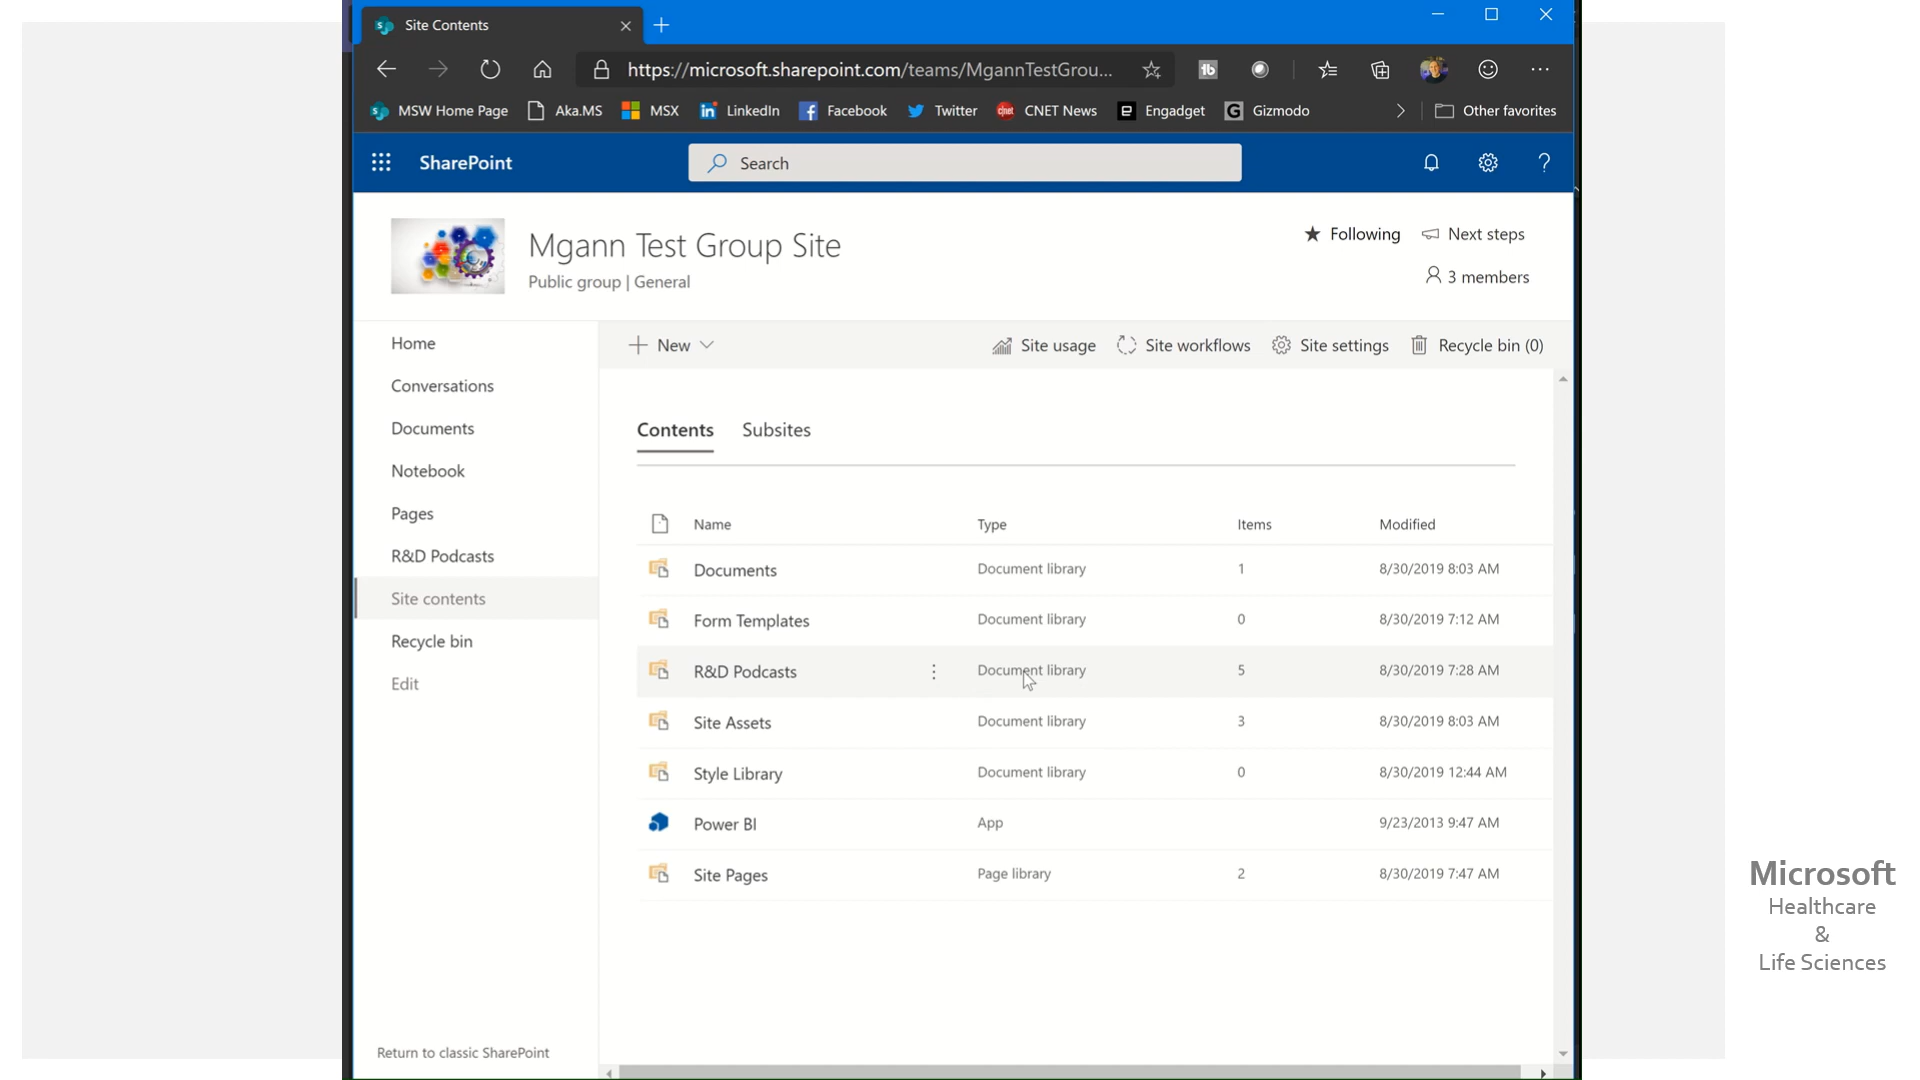 Site Contents
https://microsoft.sharepoint.com/teams/MgannTestGrou...
MSW Home Page
Aka.MS
MSX
LinkedIn
Facebook
Twitter
CNET News
Engadget
Gizmodo
Other favorites
SharePoint
Search
Mgann Test Group Site
Public group | General
Following
Next steps
3 members
Home
Conversations
Documents
Notebook
Pages
R&D Podcasts
Site contents
Recycle bin
Edit
Return to classic SharePoint
New
Site usage
Site workflows
Site settings
Recycle bin (0)
Contents
Subsites
Name Type Items Modified
Documents Document library 1 8/30/2019 8:03 AM
Form Templates Document library 0 8/30/2019 7:12 AM
R&D Podcasts Document library 5 8/30/2019 7:28 AM
Site Assets Document library 3 8/30/2019 8:03 AM
Style Library Document library 0 8/30/2019 12:44 AM
Power BI App 9/23/2013 9:47 AM
Site Pages Page library 2 8/30/2019 7:47 AM
Microsoft
Healthcare
&
Life Sciences